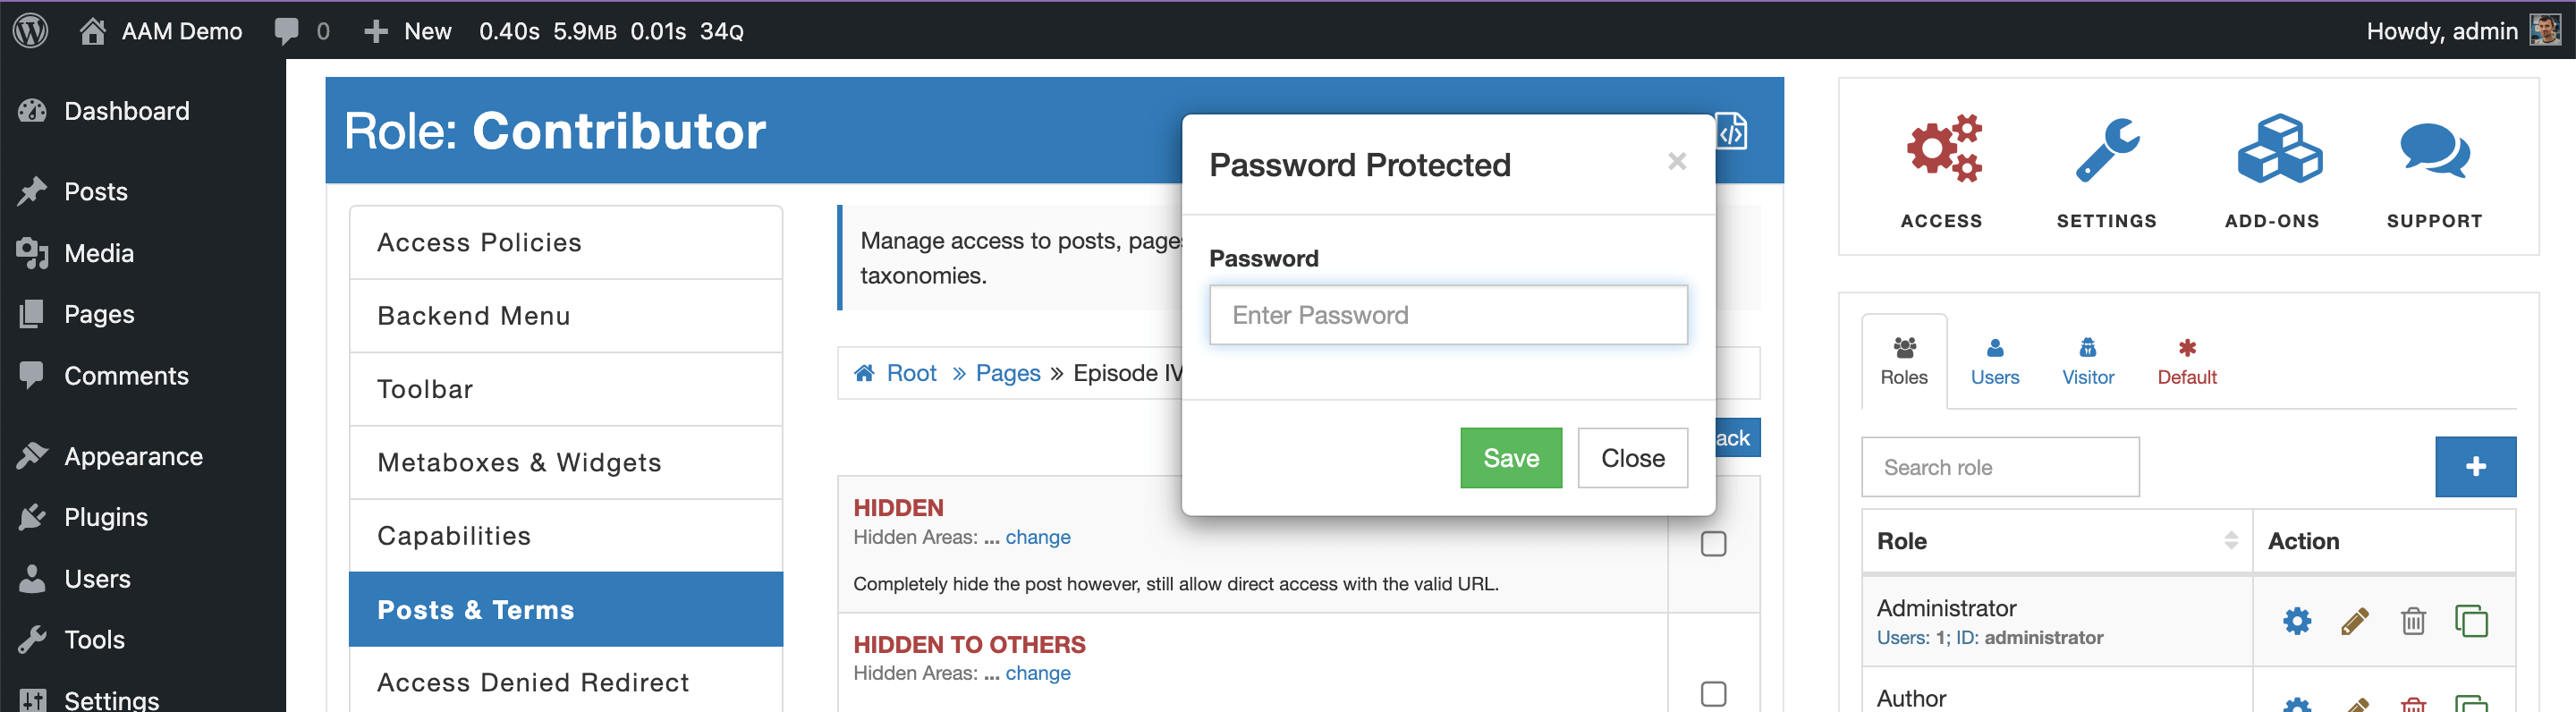 AAM Demo 0 New 0.40s 5.9MB 0.01s 34Q Howdy, admin
Dashboard
Posts
Media
Pages
Comments
Appearance
Plugins
Users
Tools
Settings
Role: Contributor
Access Policies
Backend Menu
Toolbar
Metaboxes & Widgets
Capabilities
Posts & Terms
Access Denied Redirect
Manage access to posts, pages
taxonomies.
Root » Pages » Episode IV
ack
HIDDEN
Hidden Areas: ... change
Completely hide the post however, still allow direct access with the valid URL.
HIDDEN TO OTHERS
Hidden Areas: ... change
Password Protected ×
Password
Enter Password
Save Close
ACCESS SETTINGS ADD-ONS SUPPORT
Roles Users Visitor Default
Search role
Role Action
Administrator
Users: 1; ID: administrator
Author